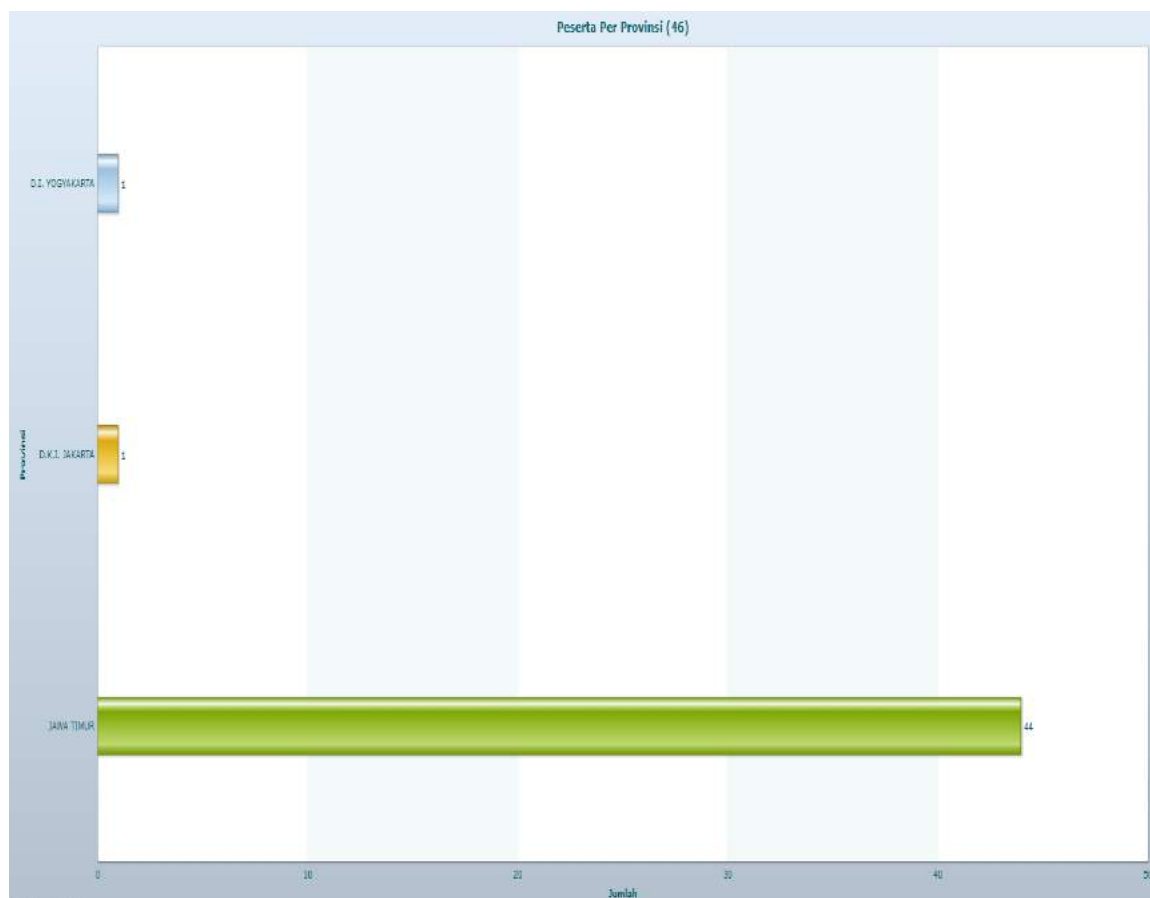 Peserta Per Provinsi (46)
D.I. YOGYAKARTA
1
Provinsi
D.K.I. JAKARTA
1
JAWA TIMUR
44
0 10 20 30 40 50
Jumlah